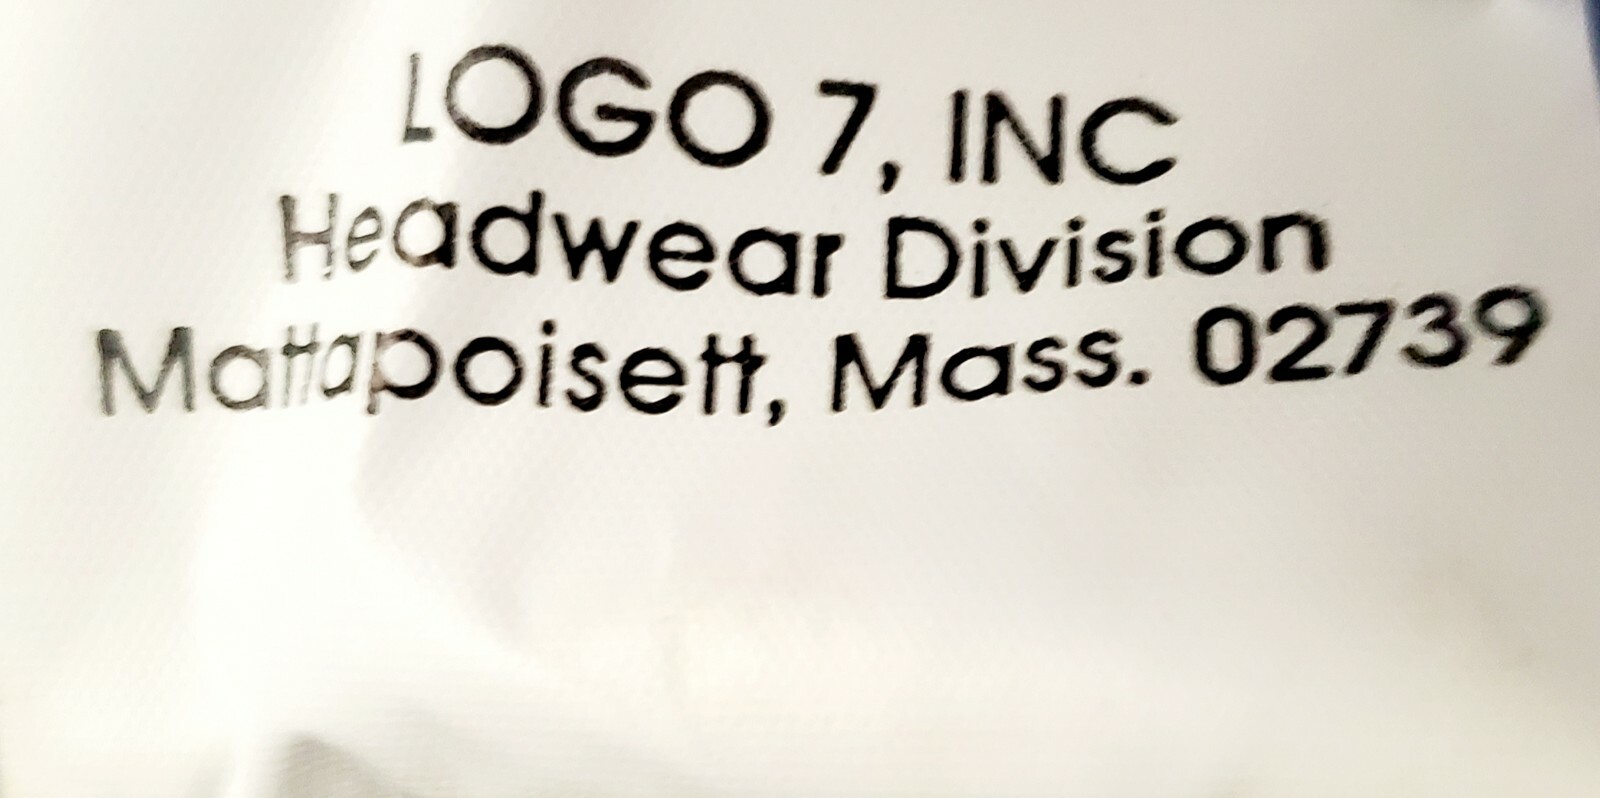 LOGO 7, INC
Headwear Division
Mattapoisett, Mass. 02739